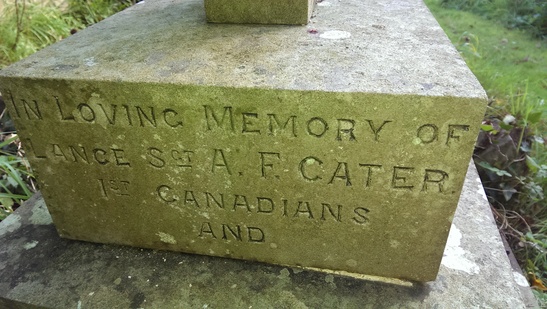 IN LOVING MEMORY OF
LANCE SGT A. F. CATER.
1ST CANADIANS
AND